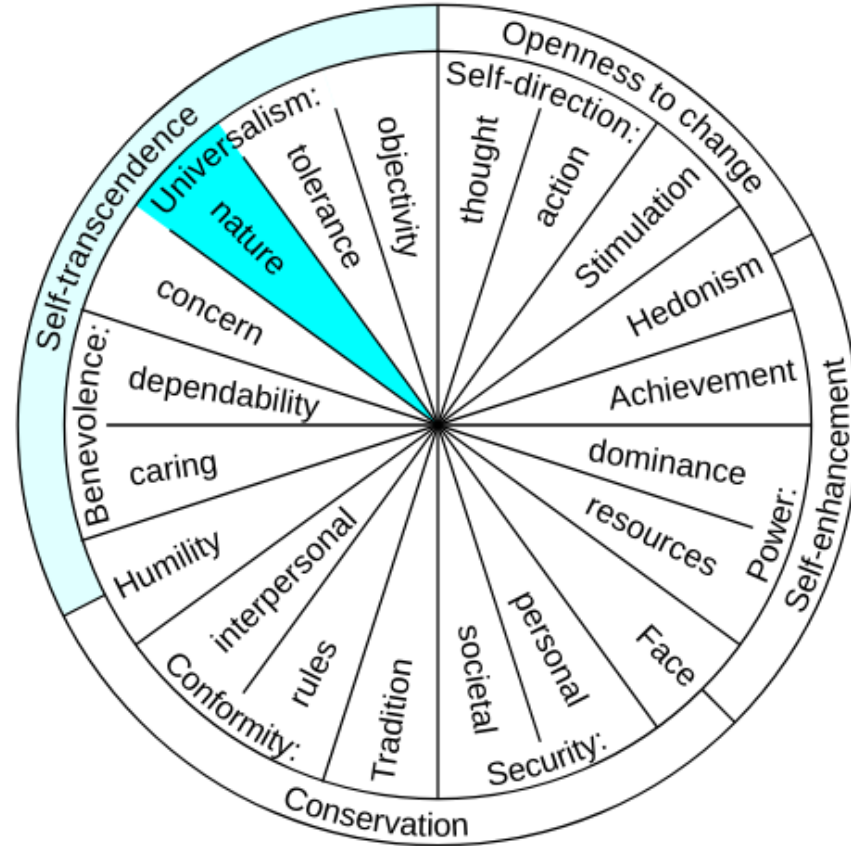 Openness to change
Self-direction:
thought
action
Stimulation
Hedonism
Self-enhancement
Achievement
Power:
dominance
resources
Face
Conservation
Security:
personal
societal
Tradition
Conformity:
rules
interpersonal
Humility
Self-transcendence
Benevolence:
caring
dependability
Universalism:
concern
nature
tolerance
objectivity